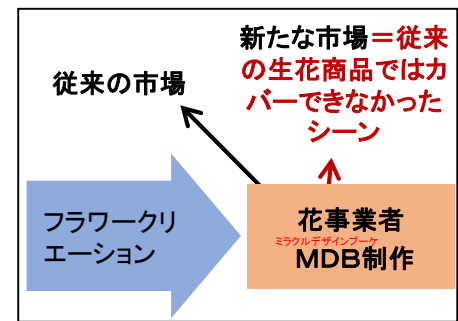 新たな市場＝従来
の生花商品ではカ
バーできなかった
シーン
従来の市場
フラワークリ
エーション
花事業者
ミラクルデザインブーケ
ＭＤＢ制作